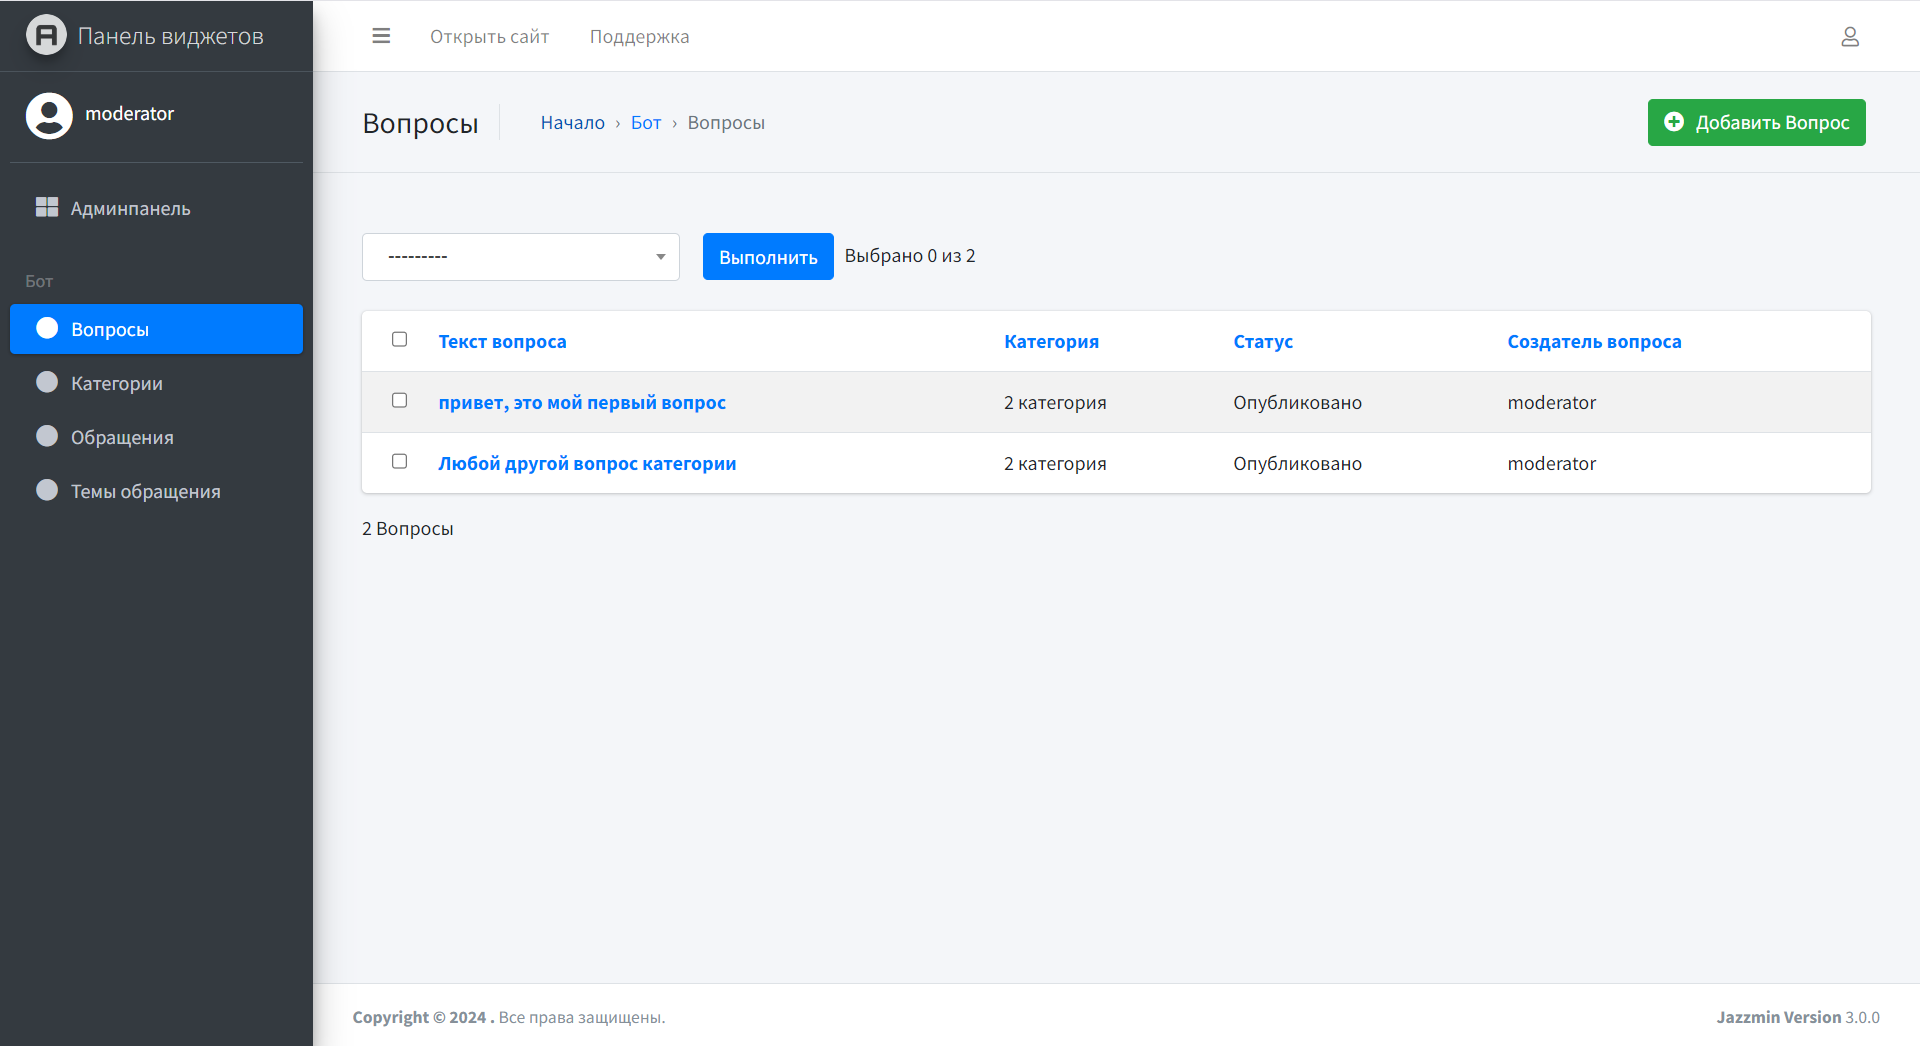 Панель виджетов
Открыть сайт
Поддержка
moderator
Админпанель
Бот
Вопросы
Категории
Обращения
Темы обращения
Вопросы
Начало › Бот › Вопросы
Добавить Вопрос
---------
Выполнить
Выбрано 0 из 2
Текст вопроса Категория Статус Создатель вопроса
привет, это мой первый вопрос 2 категория Опубликовано moderator
Любой другой вопрос категории 2 категория Опубликовано moderator
2 Вопросы
Copyright © 2024 . Все права защищены.
Jazzmin Version 3.0.0